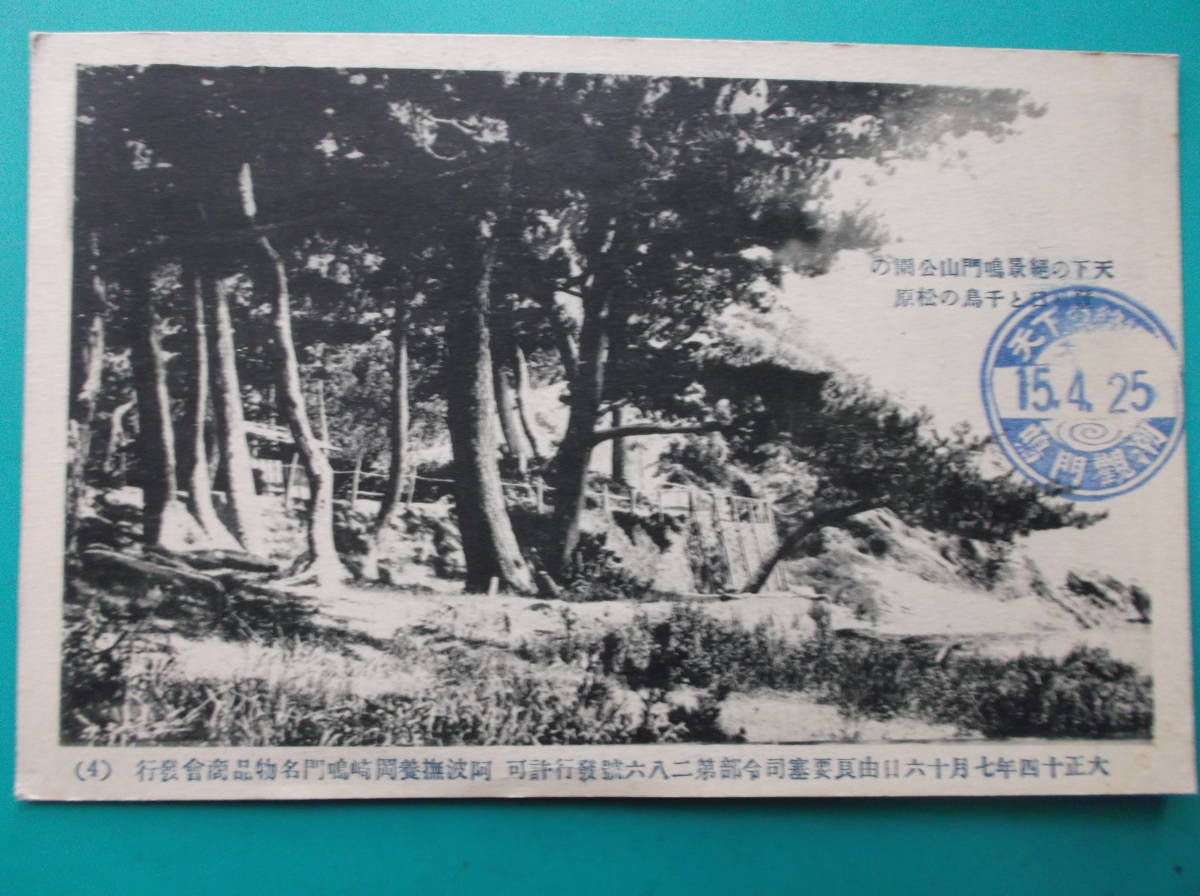 天下の絕景鳴門山公園の
と千鳥の松原
天下
15.4.25
鳴門觀潮
大正十四年七月十六日由良要塞司令部第二八六號發行許可 阿波撫養岡崎鳴門名物品商會發行 (4)